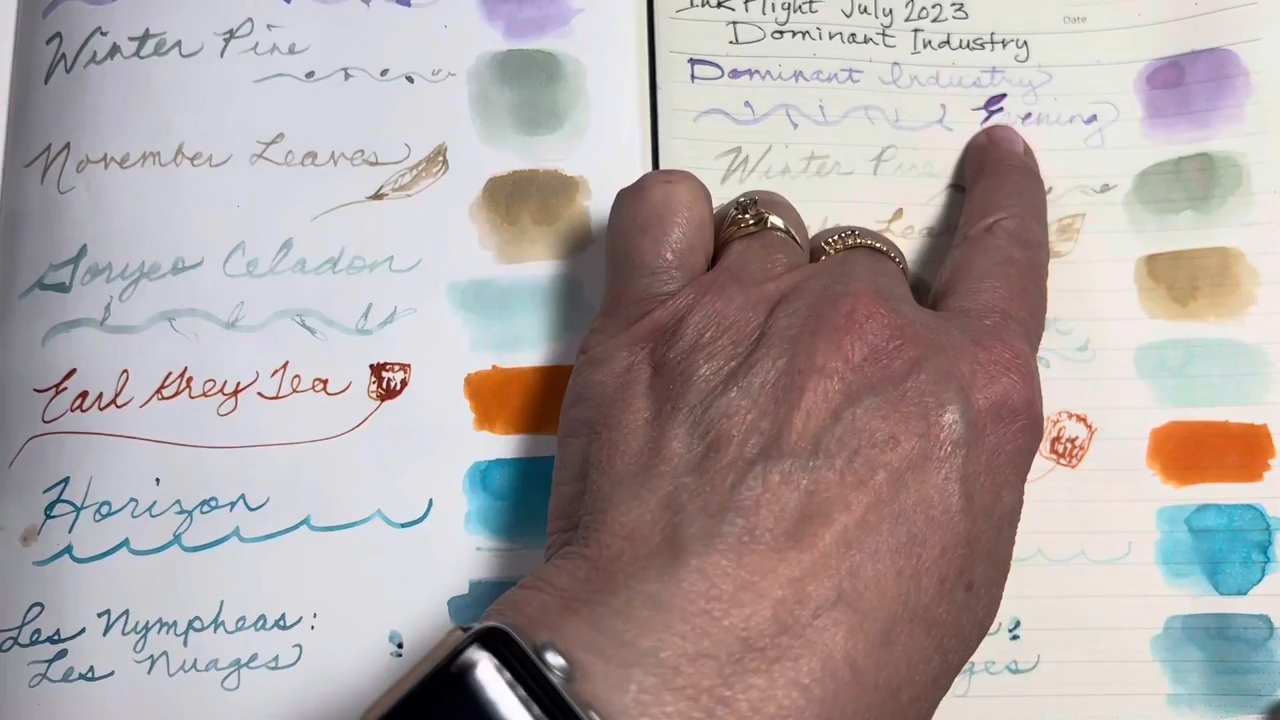 Winter Pine
November Leaves
Goryeo Celadon
Earl Grey Tea
Horizon
Les Nympheas:
Les Nuages
Ink Flight July 2023
Date
Dominant Industry
Dominant Industry
Evening
Winter Pine